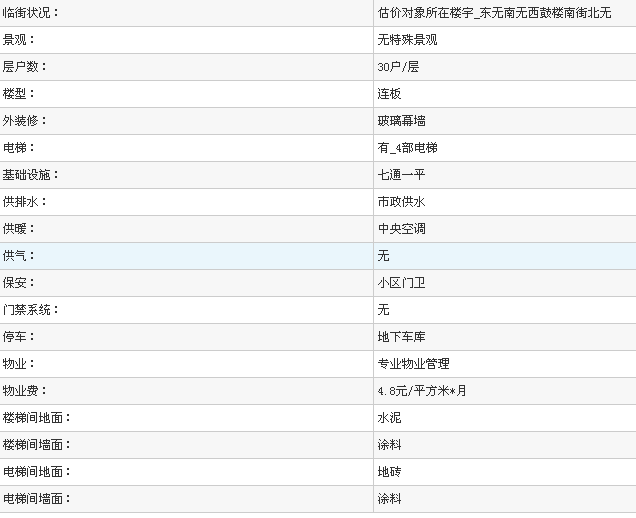 临街状况： 估价对象所在楼宇_东无南无西鼓楼南街北无
景观： 无特殊景观
层户数： 30户/层
楼型： 连板
外装修： 玻璃幕墙
电梯： 有_4部电梯
基础设施： 七通一平
供排水： 市政供水
供暖： 中央空调
供气： 无
保安： 小区门卫
门禁系统： 无
停车： 地下车库
物业： 专业物业管理
物业费： 4.8元/平方米*月
楼梯间地面： 水泥
楼梯间墙面： 涂料
电梯间地面： 地砖
电梯间墙面： 涂料